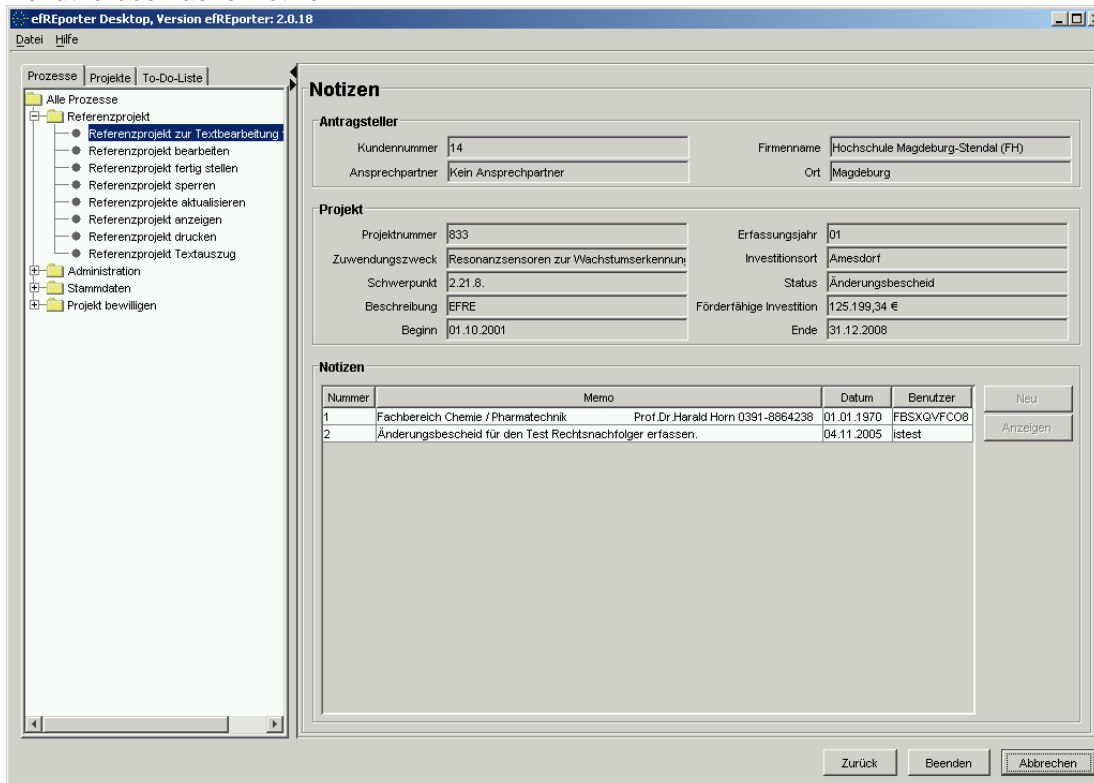 efREporter Desktop, Version efREporter: 2.0.18
Datei Hilfe
Prozesse Projekte To-Do-Liste
Alle Prozesse
Referenzprojekt
Referenzprojekt zur Textbearbeitung
Referenzprojekt bearbeiten
Referenzprojekt fertig stellen
Referenzprojekt sperren
Referenzprojekte aktualisieren
Referenzprojekt anzeigen
Referenzprojekt drucken
Referenzprojekt Textauszug
Administration
Stammdaten
Projekt bewilligen
Notizen
Antragsteller
Kundennummer 14 Firmenname Hochschule Magdeburg-Stendal (FH)
Ansprechpartner Kein Ansprechpartner Ort Magdeburg
Projekt
Projektnummer 833 Erfassungsjahr 01
Zuwendungszweck Resonanzsensoren zur Wachstumserkennung Investitionsort Amesdorf
Schwerpunkt 2.21.8. Status Änderungsbescheid
Beschreibung EFRE Förderfähige Investition 125.199,34 €
Beginn 01.10.2001 Ende 31.12.2008
Notizen
Nummer Memo Datum Benutzer
1 Fachbereich Chemie / Pharmatechnik Prof.Dr.Harald Horn 0391-8864238 01.01.1970 FBSXQVFCO8
2 Änderungsbescheid für den Test Rechtsnachfolger erfassen. 04.11.2005 istest
Neu
Anzeigen
Zurück Beenden Abbrechen